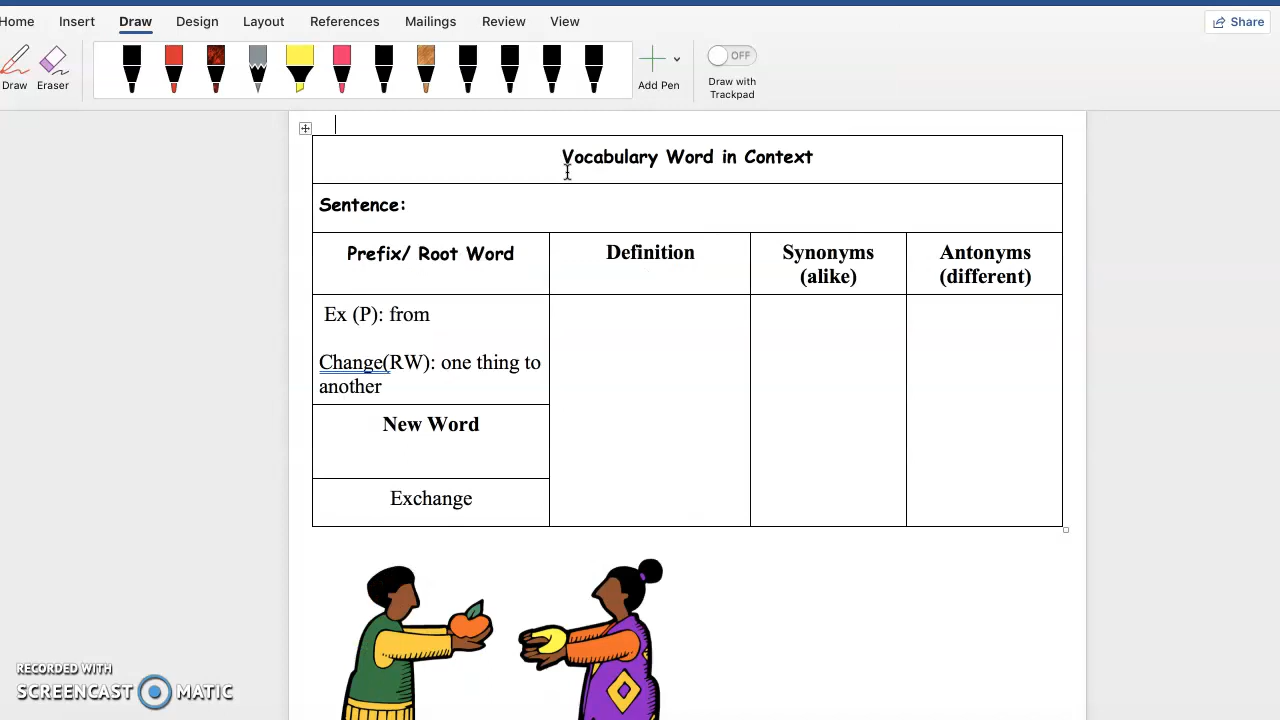 Home Insert Draw Design Layout References Mailings Review View Share
OFF
Draw Eraser Add Pen Draw with
Trackpad
Vocabulary Word in Context
Sentence:
Prefix/ Root Word Definition Synonyms Antonyms
(alike) (different)
Ex (P): from
Change(RW): one thing to
another
New Word
Exchange
RECORDED WITH
SCREENCAST MATIC